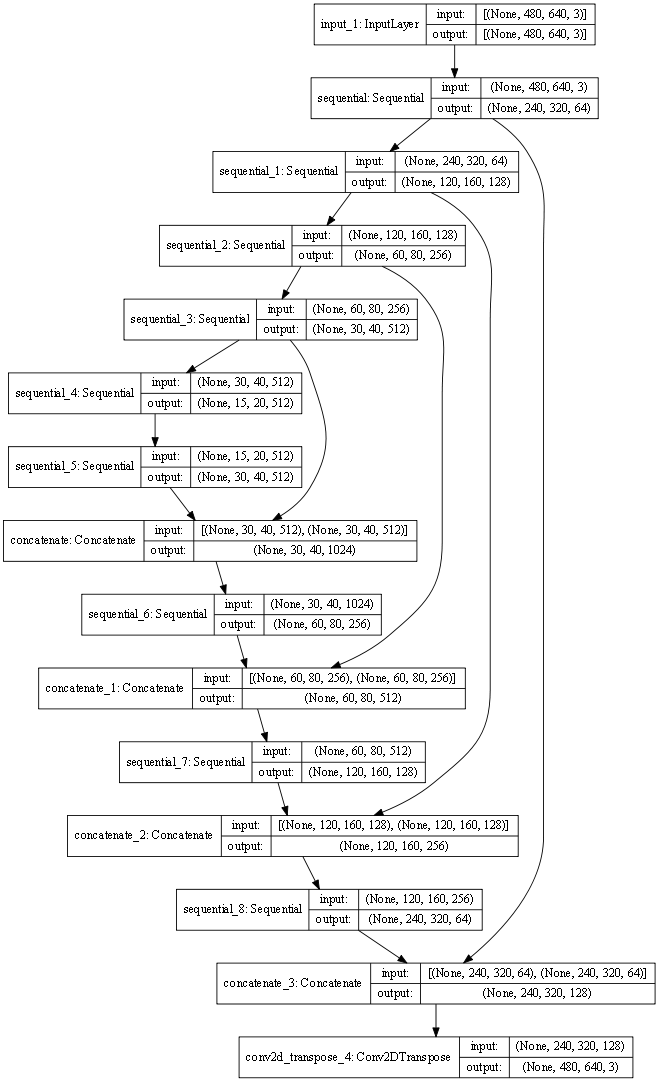 input_1: InputLayer
input: [(None, 480, 640, 3)]
output: [(None, 480, 640, 3)]
sequential: Sequential
input: (None, 480, 640, 3)
output: (None, 240, 320, 64)
sequential_1: Sequential
input: (None, 240, 320, 64)
output: (None, 120, 160, 128)
sequential_2: Sequential
input: (None, 120, 160, 128)
output: (None, 60, 80, 256)
sequential_3: Sequential
input: (None, 60, 80, 256)
output: (None, 30, 40, 512)
sequential_4: Sequential
input: (None, 30, 40, 512)
output: (None, 15, 20, 512)
sequential_5: Sequential
input: (None, 15, 20, 512)
output: (None, 30, 40, 512)
concatenate: Concatenate
input: [(None, 30, 40, 512), (None, 30, 40, 512)]
output: (None, 30, 40, 1024)
sequential_6: Sequential
input: (None, 30, 40, 1024)
output: (None, 60, 80, 256)
concatenate_1: Concatenate
input: [(None, 60, 80, 256), (None, 60, 80, 256)]
output: (None, 60, 80, 512)
sequential_7: Sequential
input: (None, 60, 80, 512)
output: (None, 120, 160, 128)
concatenate_2: Concatenate
input: [(None, 120, 160, 128), (None, 120, 160, 128)]
output: (None, 120, 160, 256)
sequential_8: Sequential
input: (None, 120, 160, 256)
output: (None, 240, 320, 64)
concatenate_3: Concatenate
input: [(None, 240, 320, 64), (None, 240, 320, 64)]
output: (None, 240, 320, 128)
conv2d_transpose_4: Conv2DTranspose
input: (None, 240, 320, 128)
output: (None, 480, 640, 3)